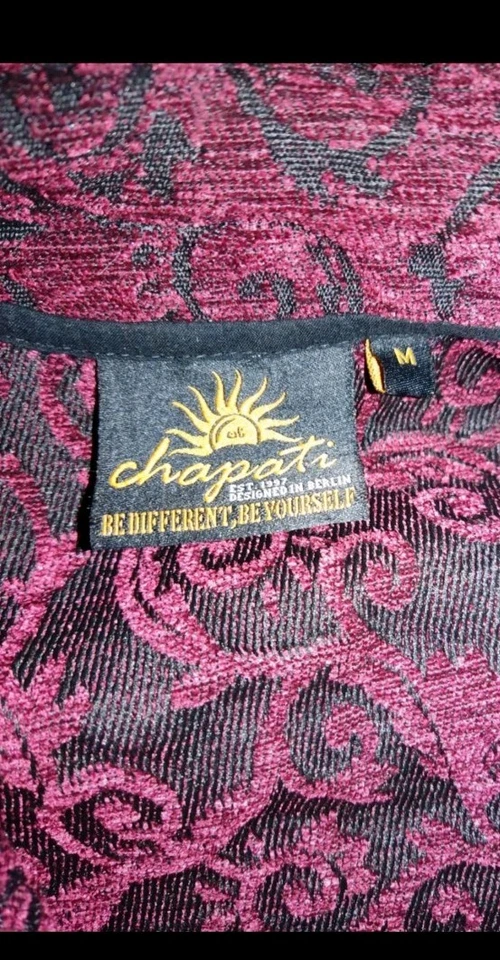 M
chapati
EST. 1997
DESIGNED IN BERLIN
BE DIFFERENT, BE YOURSELF